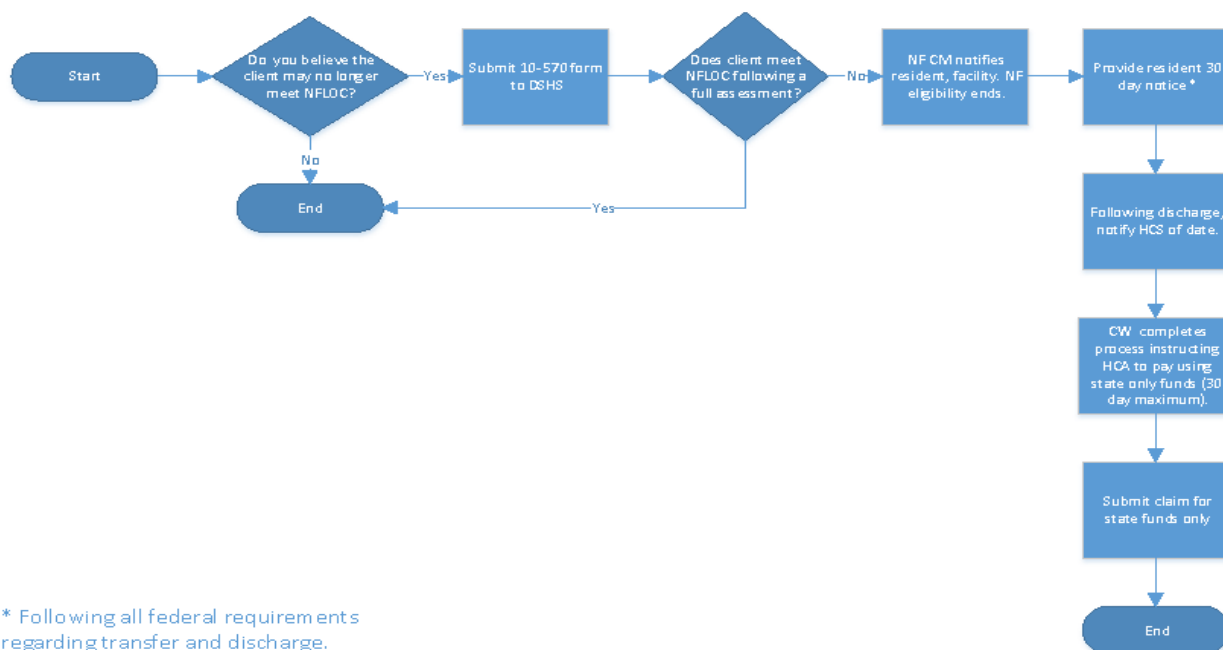 Start
Do you believe the
client may no longer
meet NFLOC?
Yes
Submit 10-570 form
to DSHS
Does client meet
NFLOC following a
full assessment?
No
NF CM notifies
resident, facility. NF
eligibility ends.
Provide resident 30
day notice *
No
End
Yes
Following discharge,
notify HCS of date.
CW completes
process instructing
HCA to pay using
state only funds (30
day maximum).
Submit claim for
state funds only
End
* Following all federal requirements
regarding transfer and discharge.